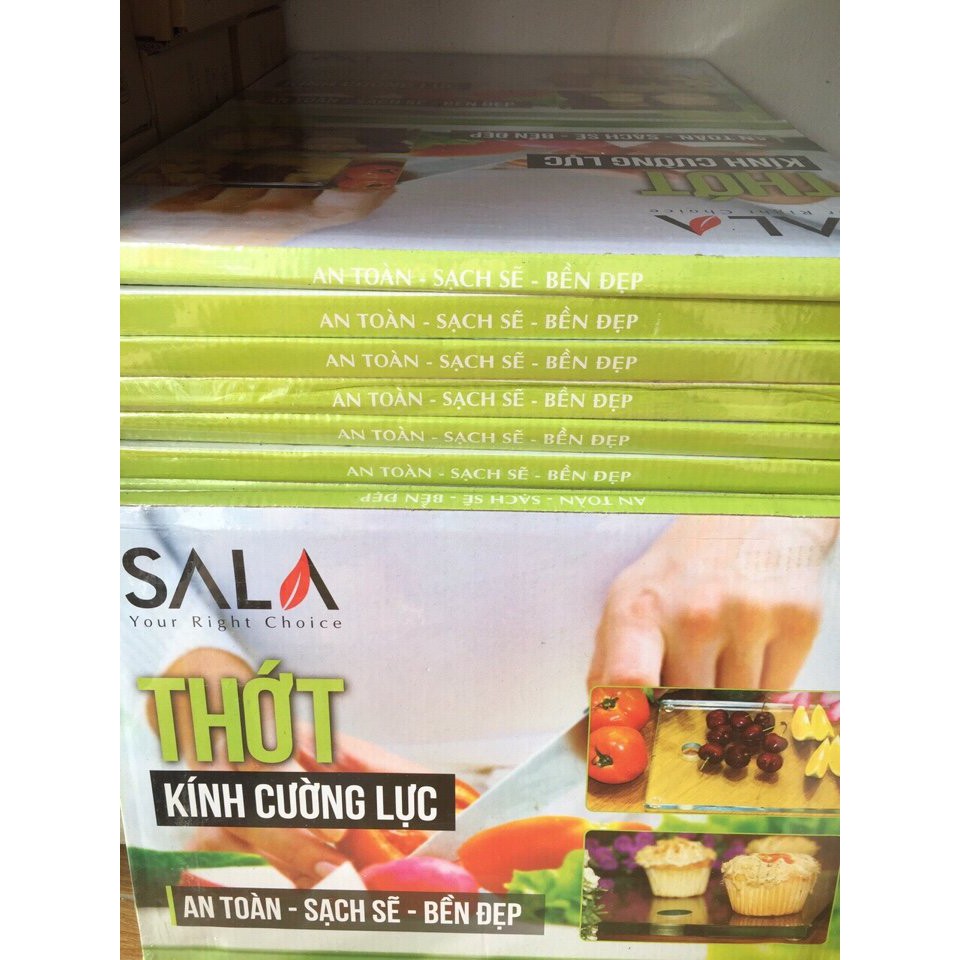 AN TOÀN - SẠCH SẼ - BỀN ĐẸP
KÍNH CƯỜNG LỰC
THỚT
Right Choice
SALA
AN TOÀN - SẠCH SẼ - BỀN ĐẸP
AN TOÀN - SẠCH SẼ - BỀN ĐẸP
AN TOÀN - SẠCH SẼ - BỀN ĐẸP
AN TOÀN - SẠCH SẼ - BỀN ĐẸP
AN TOÀN - SẠCH SẼ - BỀN ĐẸP
AN TOÀN - SẠCH SẼ - BỀN ĐẸP
AN TOÀN - SẠCH SẼ - BỀN ĐẸP
SALA
Your Right Choice
THỚT
KÍNH CƯỜNG LỰC
AN TOÀN - SẠCH SẼ - BỀN ĐẸP